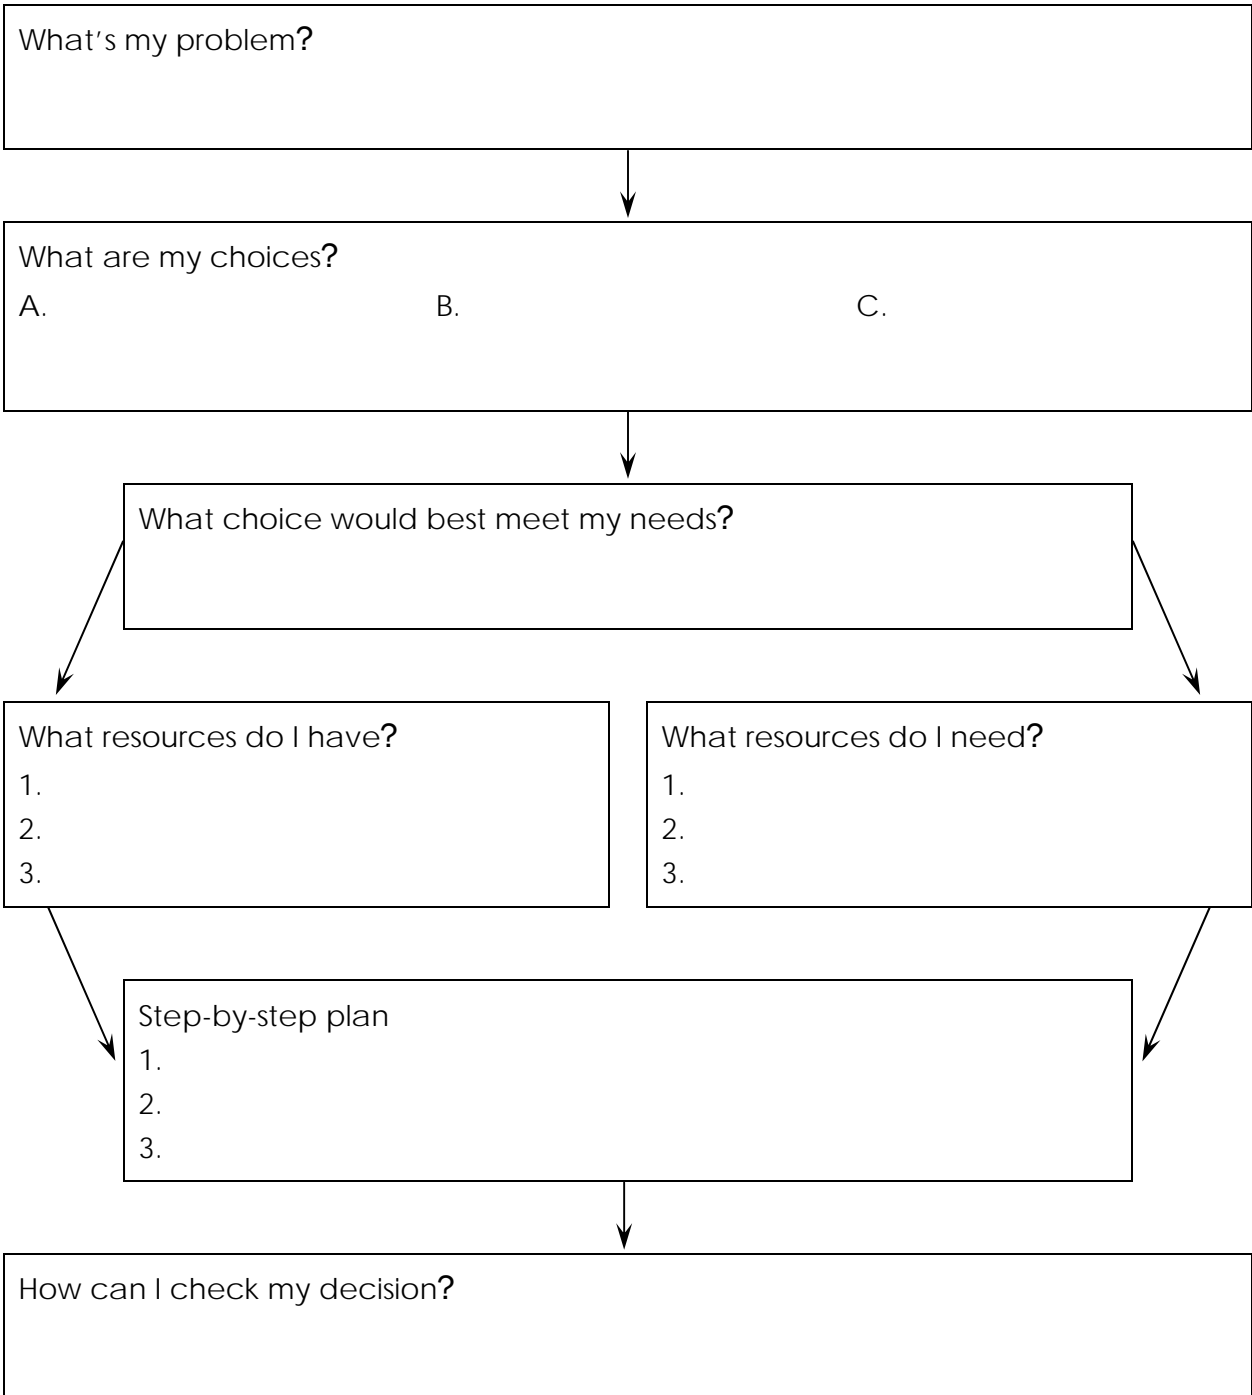 What's my problem?
What are my choices?
A. B. C.
What choice would best meet my needs?
What resources do I have?
1.
2.
3.
What resources do I need?
1.
2.
3.
Step-by-step plan
1.
2.
3.
How can I check my decision?